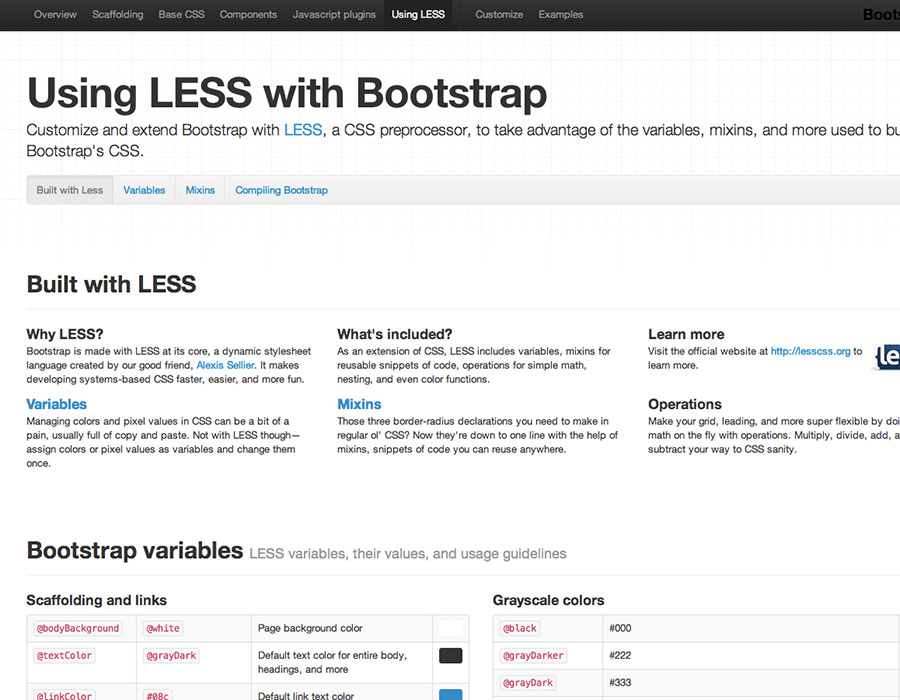 Overview Scaffolding Base CSS Components Javascript plugins Using LESS Customize Examples
Using LESS with Bootstrap
Customize and extend Bootstrap with LESS, a CSS preprocessor, to take advantage of the variables, mixins, and more used to
Bootstrap's CSS.
Built with Less Variables Mixins Compiling Bootstrap
Built with LESS
Why LESS?
Bootstrap is made with LESS at its core, a dynamic stylesheet
language created by our good friend, Alexis Sellier. It makes
developing systems-based CSS faster, easier, and more fun.
What's included?
As an extension of CSS, LESS includes variables, mixins for
reusable snippets of code, operations for simple math,
nesting, and even color functions.
Learn more
Visit the official website at http://lesscss.org to
learn more.
Variables
Managing colors and pixel values in CSS can be a bit of a
pain, usually full of copy and paste. Not with LESS though—
assign colors or pixel values as variables and change them
once.
Mixins
Those three border-radius declarations you need to make in
regular ol' CSS? Now they're down to one line with the help of
mixins, snippets of code you can reuse anywhere.
Operations
Make your grid, leading, and more super flexible by
math on the fly with operations. Multiply, divide, add,
subtract your way to CSS sanity.
Bootstrap variables LESS variables, their values, and usage guidelines
Scaffolding and links
@bodyBackground @white Page background color
@textColor @grayDark Default text color for entire body,
headings, and more
@linkColor #08c Default link text color
Grayscale colors
@black #000
@grayDarker #222
@grayDark #333